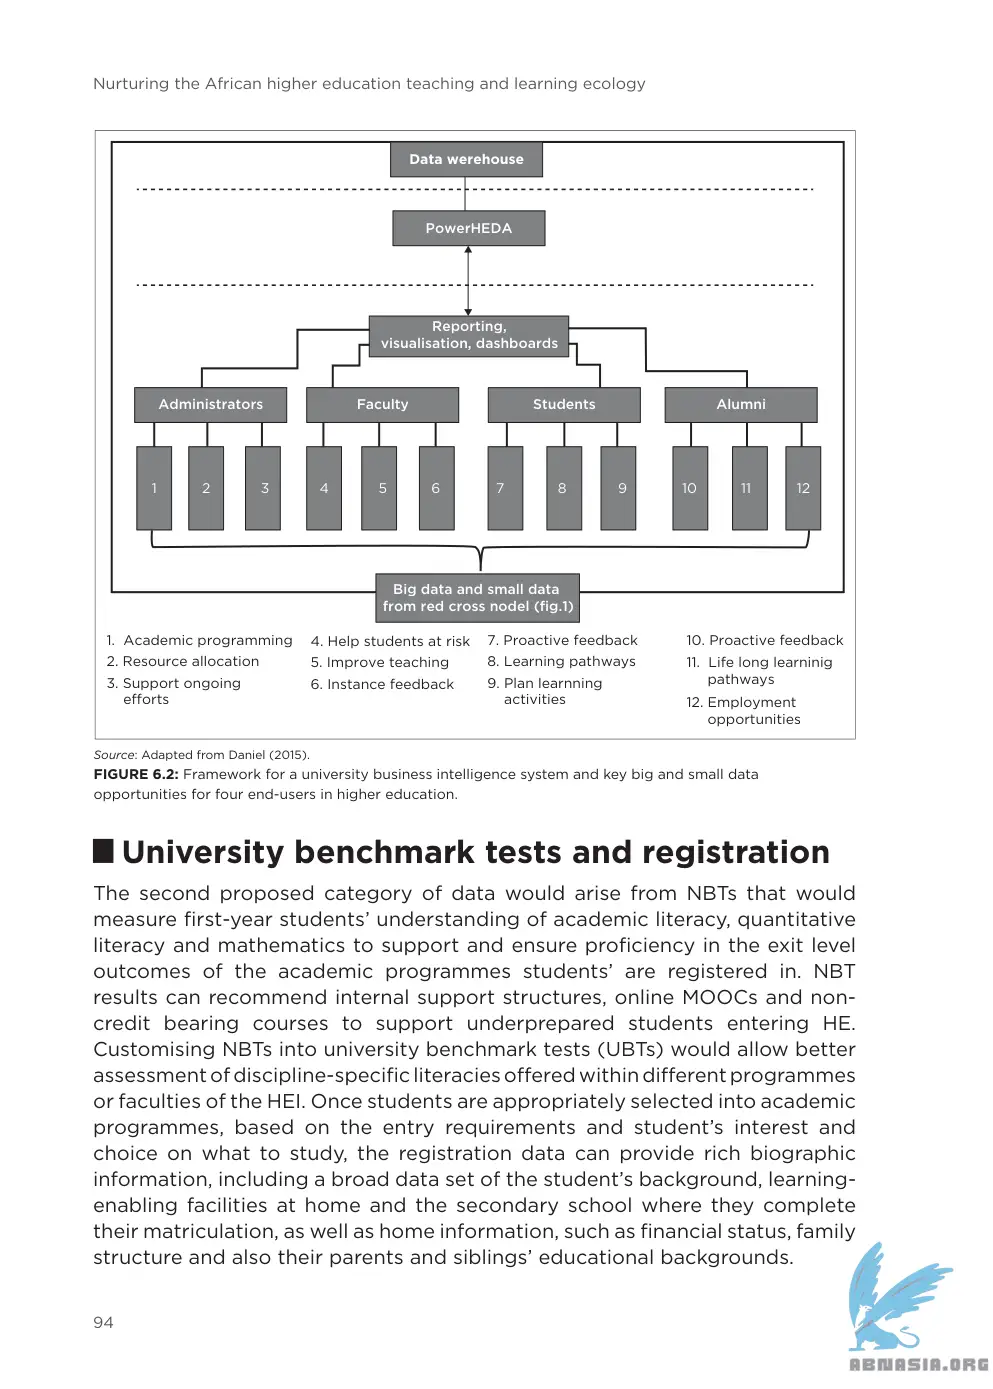 Nurturing the African higher education teaching and learning ecology
Data werehouse
PowerHEDA
Reporting,
visualisation, dashboards
Administrators
Faculty
Students
Alumni
1
2
3
4
5
6
7
8
9
10
11
12
Big data and small data
from red cross nodel (fig.1)
1. Academic programming
2. Resource allocation
3. Support ongoing
efforts
4. Help students at risk
5. Improve teaching
6. Instance feedback
7. Proactive feedback
8. Learning pathways
9. Plan learnning
activities
10. Proactive feedback
11. Life long learninig
pathways
12. Employment
opportunities
Source: Adapted from Daniel (2015).
FIGURE 6.2: Framework for a university business intelligence system and key big and small data
opportunities for four end-users in higher education.
University benchmark tests and registration
The second proposed category of data would arise from NBTs that would
measure first-year students’ understanding of academic literacy, quantitative
literacy and mathematics to support and ensure proficiency in the exit level
outcomes of the academic programmes students’ are registered in. NBT
results can recommend internal support structures, online MOOCs and non-
credit bearing courses to support underprepared students entering HE.
Customising NBTs into university benchmark tests (UBTs) would allow better
assessment of discipline-specific literacies offered within different programmes
or faculties of the HEI. Once students are appropriately selected into academic
programmes, based on the entry requirements and student’s interest and
choice on what to study, the registration data can provide rich biographic
information, including a broad data set of the student’s background, learning-
enabling facilities at home and the secondary school where they complete
their matriculation, as well as home information, such as financial status, family
structure and also their parents and siblings’ educational backgrounds.
94
ABNASIA.ORG